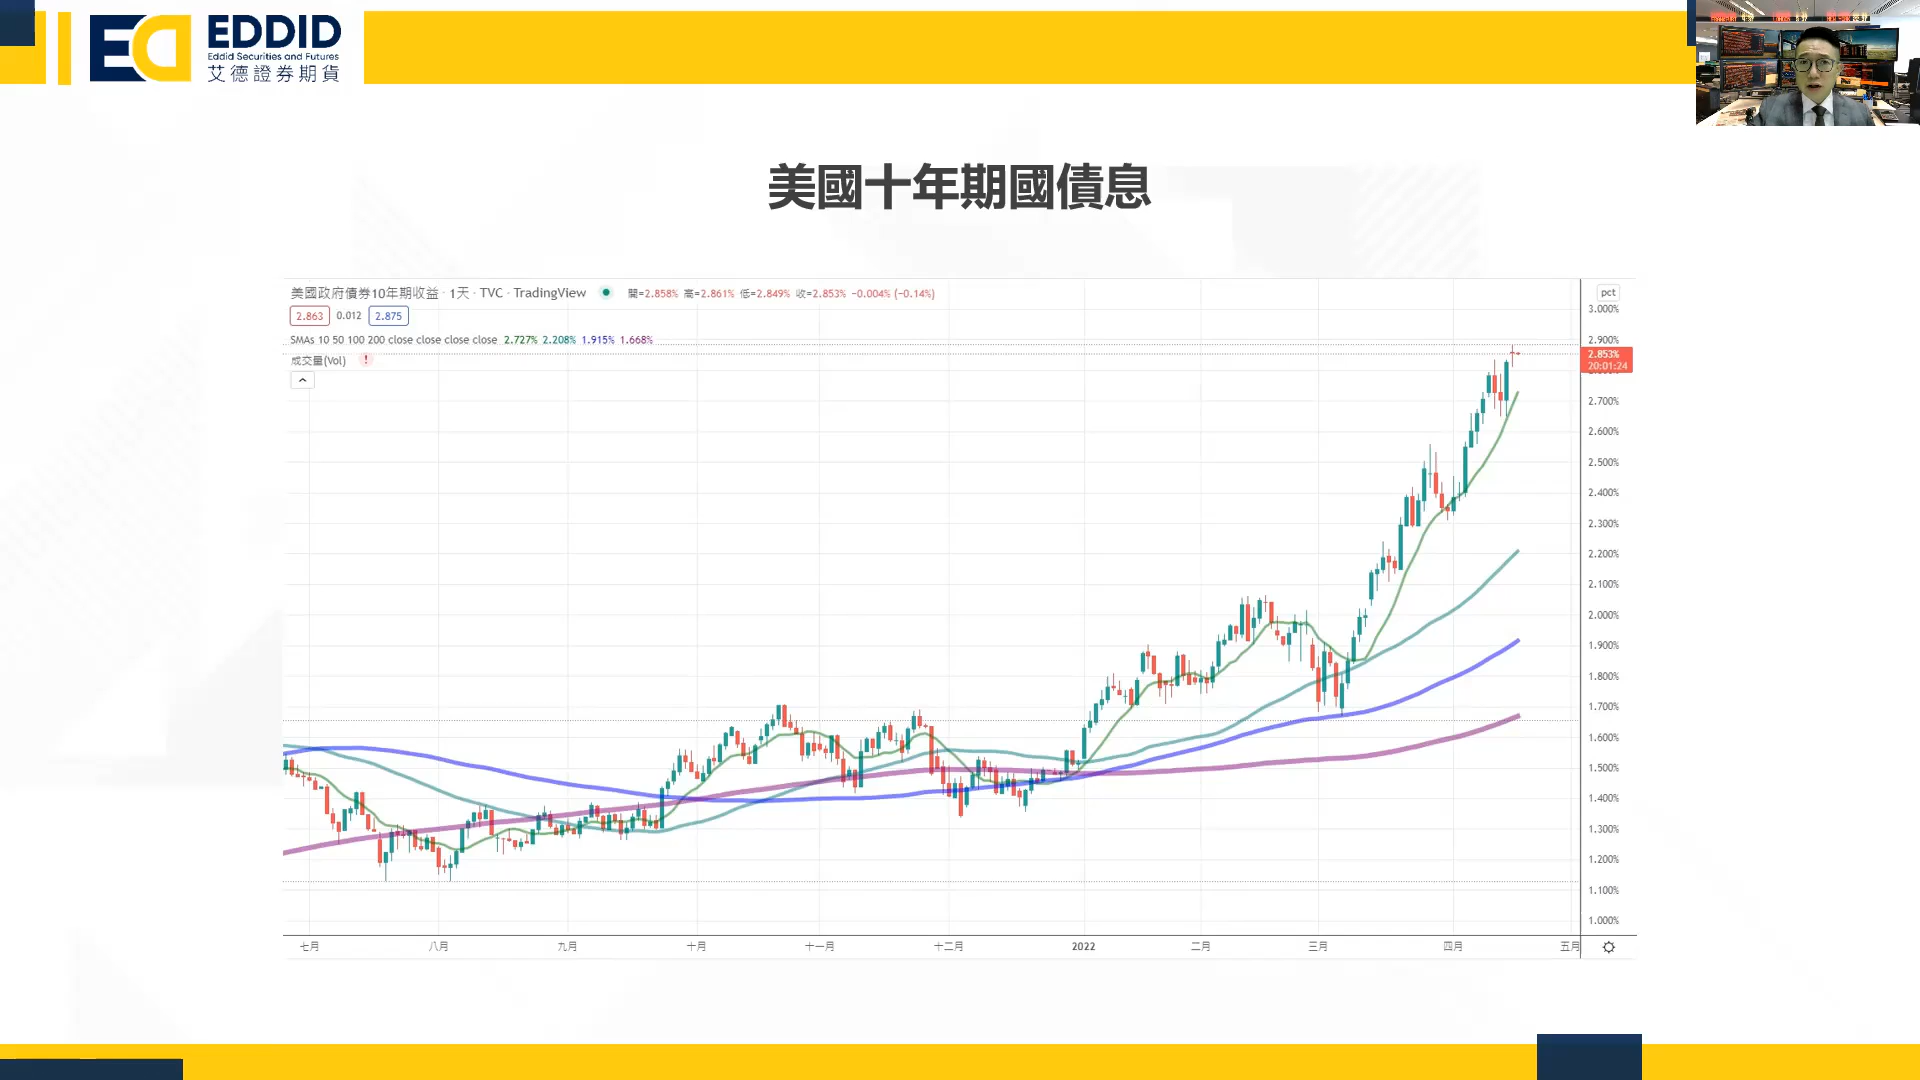 EDDID
Eddid Securities and Futures
艾德證券期貨
美國十年期國債息
美國政府債券10年期收益 · 1天 · TVC · TradingView 開=2.858% 高=2.861% 低=2.849% 收=2.853% −0.004% (−0.14%)
2.863 0.012 2.875
SMAs 10 50 100 200 close close close close 2.727% 2.208% 1.915% 1.668%
成交量(Vol) !
pct
3.000%
2.900%
2.853%
20:01:24
2.700%
2.600%
2.500%
2.400%
2.300%
2.200%
2.100%
2.000%
1.900%
1.800%
1.700%
1.600%
1.500%
1.400%
1.300%
1.200%
1.100%
1.000%
七月 八月 九月 十月 十一月 十二月 2022 二月 三月 四月 五月